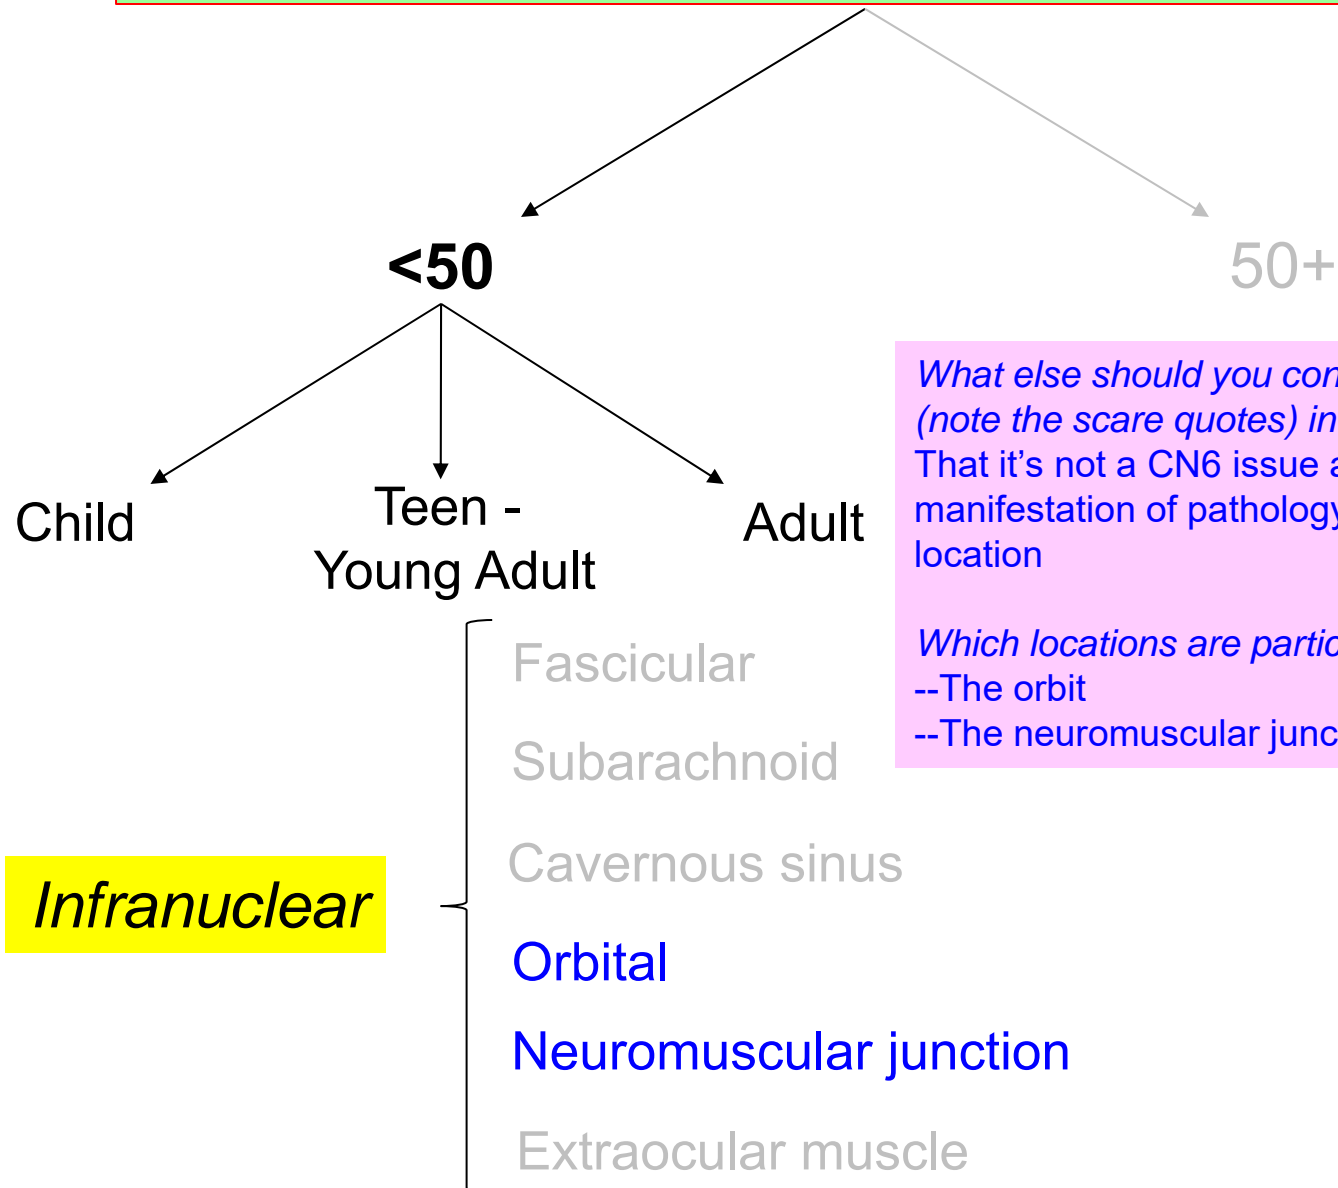 <50
50+
What else should you con
(note the scare quotes) in
That it's not a CN6 issue a
manifestation of pathology
location
Which locations are partic
--The orbit
--The neuromuscular junc
Child
Teen -
Young Adult
Adult
Fascicular
Subarachnoid
Cavernous sinus
Infranuclear
Orbital
Neuromuscular junction
Extraocular muscle